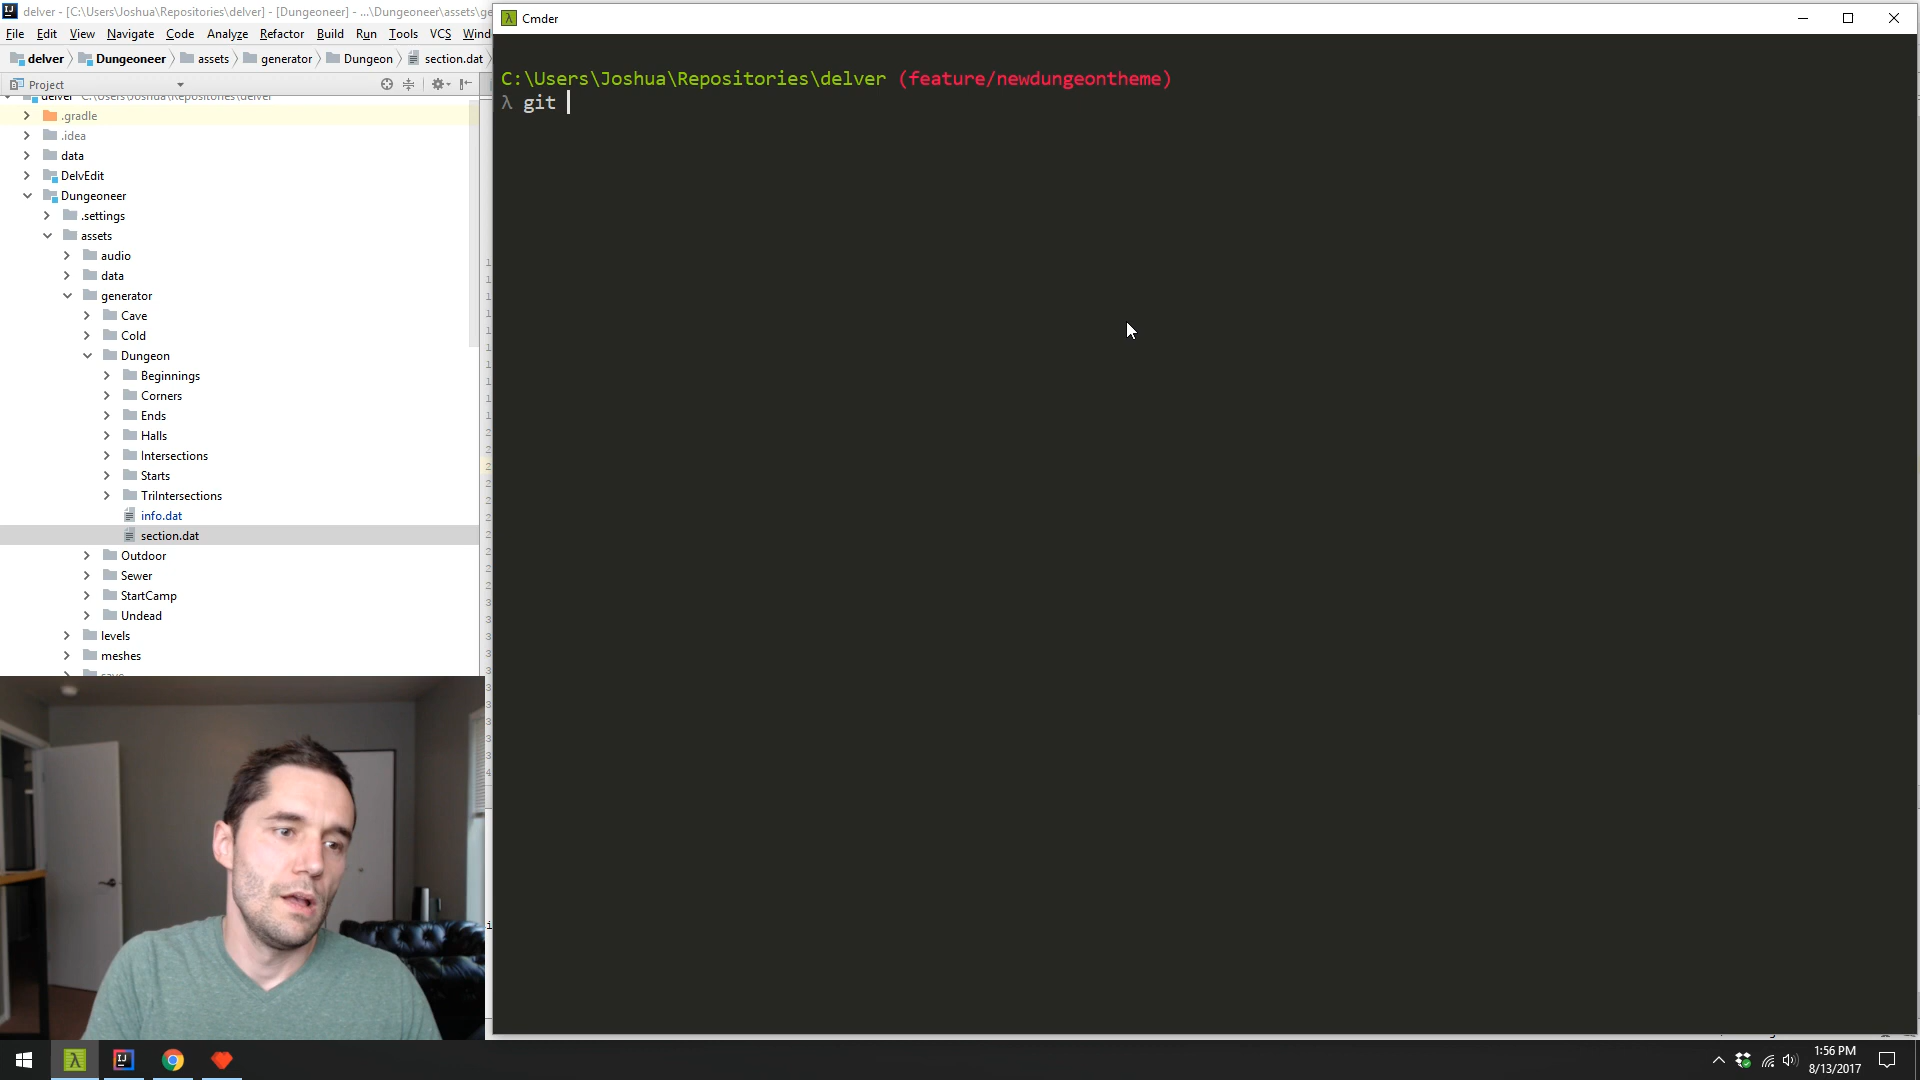 delver - [C:\Users\Joshua\Repositories\delver] - [Dungeoneer] - ...\Dungeoneer\assets\ge
Cmder
File Edit View Navigate Code Analyze Refactor Build Run Tools VCS Wind
delver Dungeoneer assets generator Dungeon section.dat
Project
C:\Users\Joshua\Repositories\delver (feature/newdungeontheme)
λ git
delver C:\Users\Joshua\Repositories\delver
.gradle
.idea
data
DelvEdit
Dungeoneer
.settings
assets
audio
data
generator
Cave
Cold
Dungeon
Beginnings
Corners
Ends
Halls
Intersections
Starts
TriIntersections
info.dat
section.dat
Outdoor
Sewer
StartCamp
Undead
levels
meshes
save
1:56 PM
8/13/2017